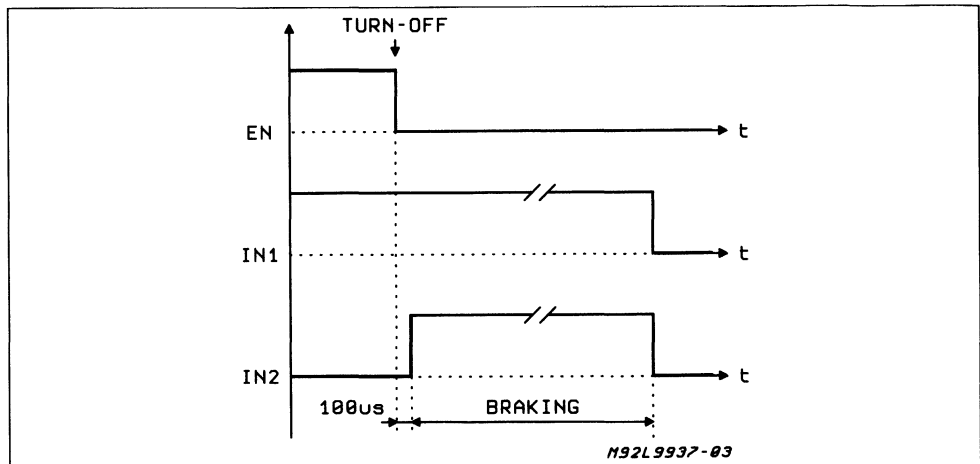 TURN-OFF
EN
t
IN1
t
IN2
t
100us
BRAKING
M92L9937-03